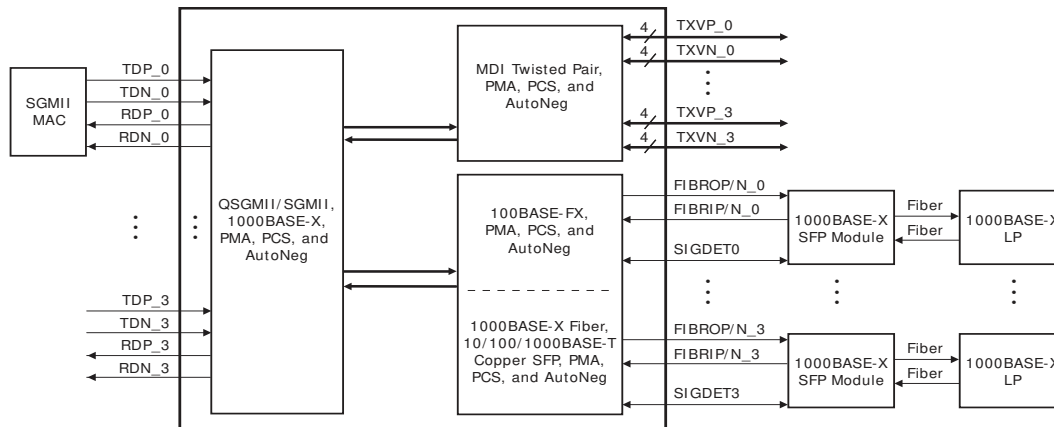 SGMII
MAC
TDP_0
TDN_0
RDP_0
RDN_0
TDP_3
TDN_3
RDP_3
RDN_3
QSGMII/SGMII,
1000BASE-X,
PMA, PCS, and
AutoNeg
MDI Twisted Pair,
PMA, PCS, and
AutoNeg
4 TXVP_0
4 TXVN_0
4 TXVP_3
4 TXVN_3
100BASE-FX,
PMA, PCS, and
AutoNeg
1000BASE-X Fiber,
10/100/1000BASE-T
Copper SFP, PMA,
PCS, and AutoNeg
FIBROP/N_0
FIBRIP/N_0
SIGDET0
1000BASE-X
SFP Module
Fiber
Fiber
1000BASE-X
LP
FIBROP/N_3
FIBRIP/N_3
SIGDET3
1000BASE-X
SFP Module
Fiber
Fiber
1000BASE-X
LP